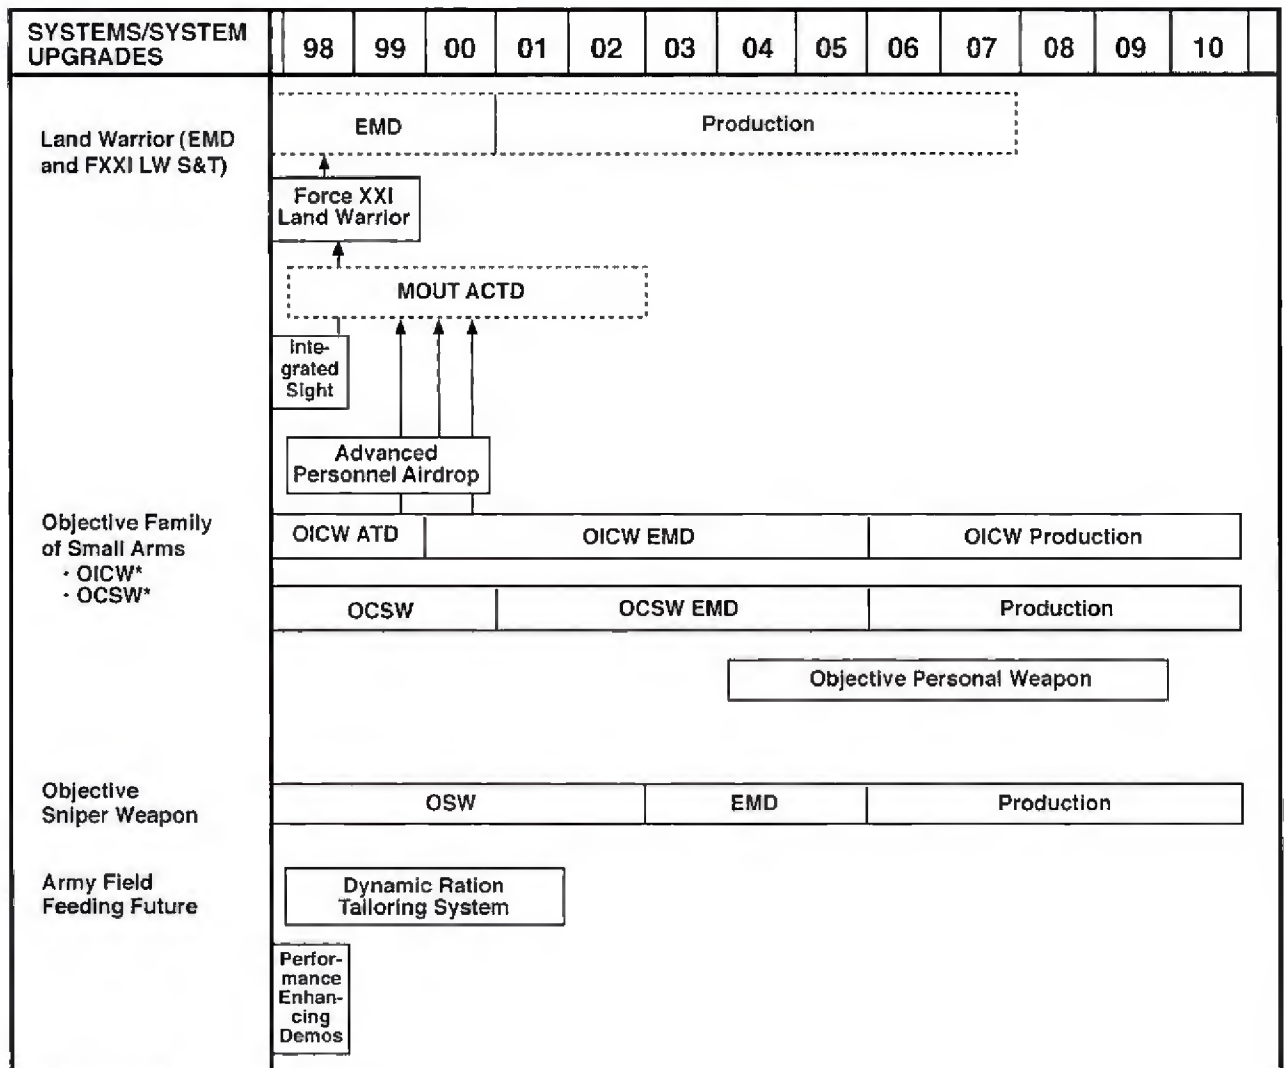 SYSTEMS/SYSTEM
UPGRADES
98 99 00 01 02 03 04 05 06 07 08 09 10
Land Warrior (EMD
and FXXI LW S&T)
EMD
Production
Force XXI
Land Warrior
MOUT ACTD
Inte-
grated
Sight
Advanced
Personnel Airdrop
Objective Family
of Small Arms
· OICW*
· OCSW*
OICW ATD
OICW EMD
OICW Production
OCSW
OCSW EMD
Production
Objective Personal Weapon
Objective
Sniper Weapon
OSW
EMD
Production
Army Field
Feeding Future
Dynamic Ration
Tailoring System
Perfor-
mance
Enhan-
cing
Demos